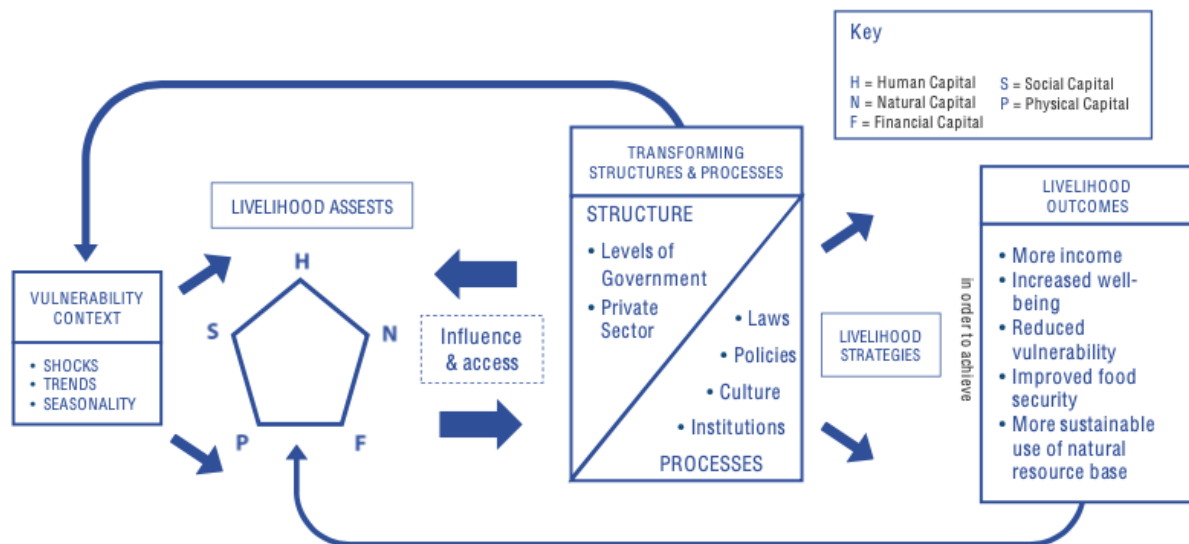 Key
H = Human Capital
S = Social Capital
N = Natural Capital
P = Physical Capital
F = Financial Capital
TRANSFORMING
STRUCTURES & PROCESSES
STRUCTURE
• Levels of
Government
• Private
Sector
• Laws
• Policies
• Culture
• Institutions
PROCESSES
LIVELIHOOD ASSESTS
H
S
N
P
F
VULNERABILITY
CONTEXT
• SHOCKS
• TRENDS
• SEASONALITY
Influence
& access
LIVELIHOOD
STRATEGIES
in order to achieve
LIVELIHOOD
OUTCOMES
• More income
• Increased well-
being
• Reduced
vulnerability
• Improved food
security
• More sustainable
use of natural
resource base